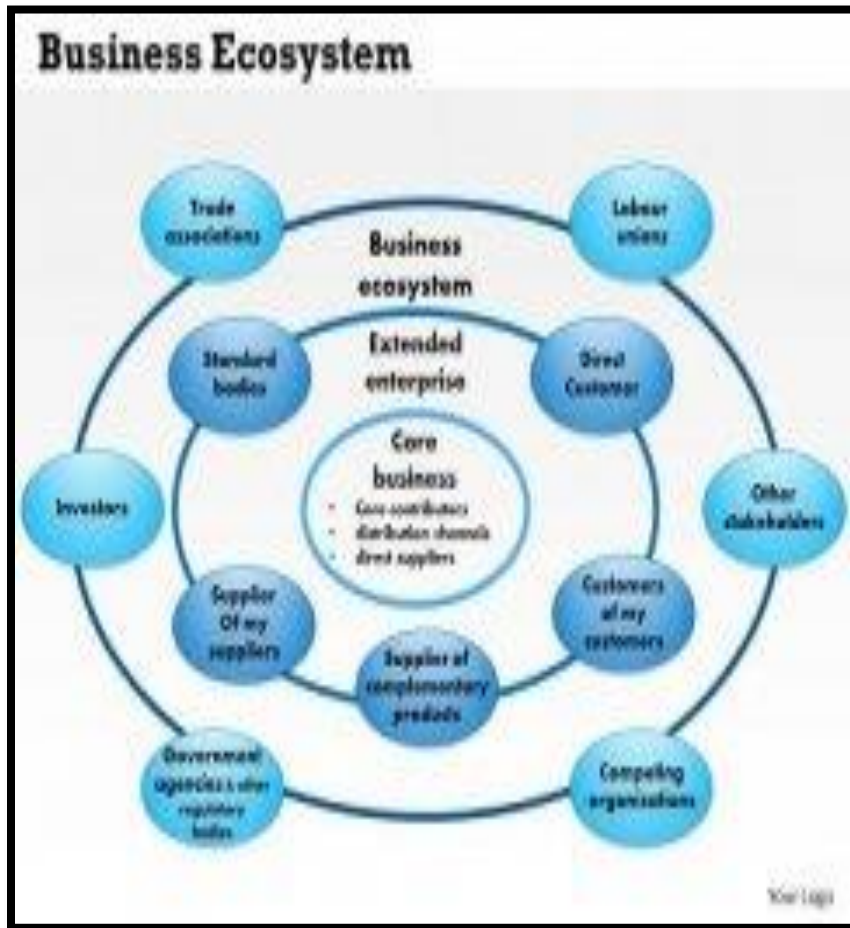 Business Ecosystem
Trade
associations
Labour
unions
Business
ecosystem
Standard
bodies
Extended
enterprise
Direct
Customer
Core
business
• Core contributors
• distribution channels
• direct suppliers
Investors
Other
stakeholders
Supplier
Of my
suppliers
Customers
of my
customers
Supplier of
complementary
products
Government
agencies & other
regulatory
bodies
Competing
organisations
Your Logo